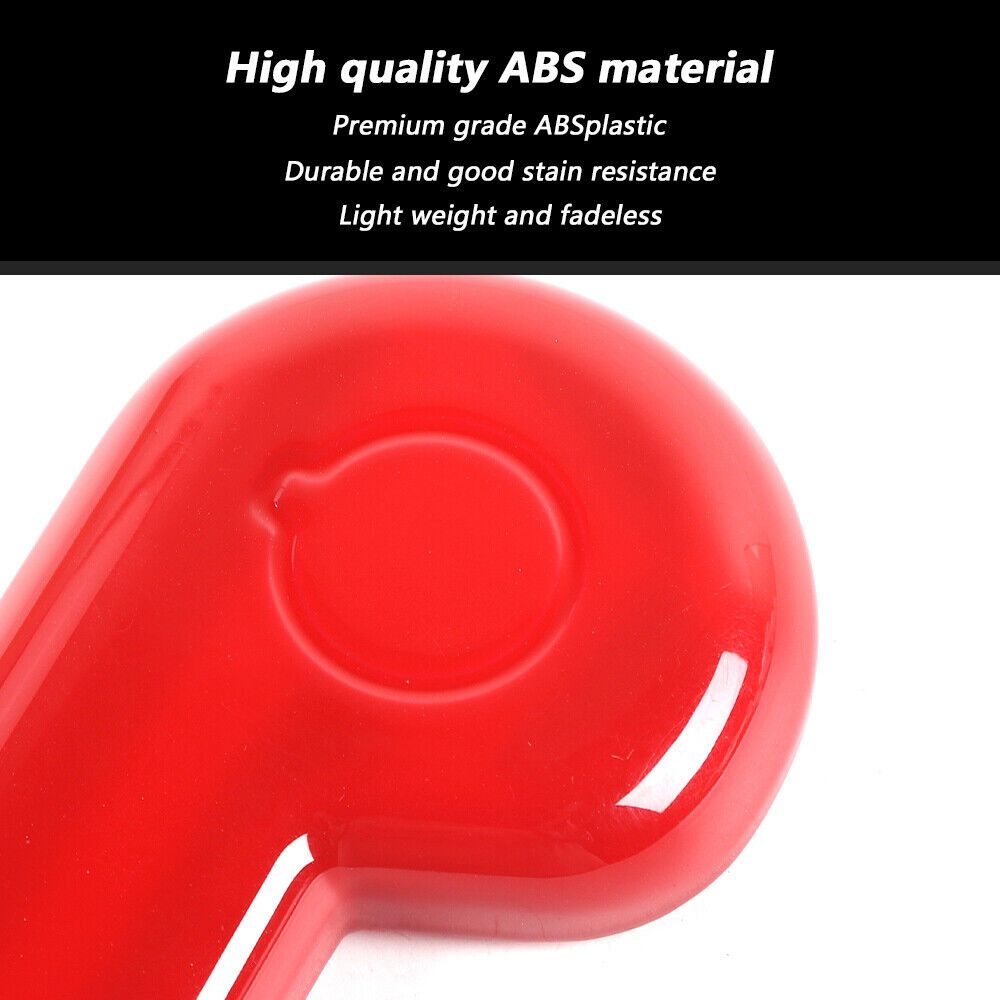 High quality ABS material
Premium grade ABSplastic
Durable and good stain resistance
Light weight and fadeless